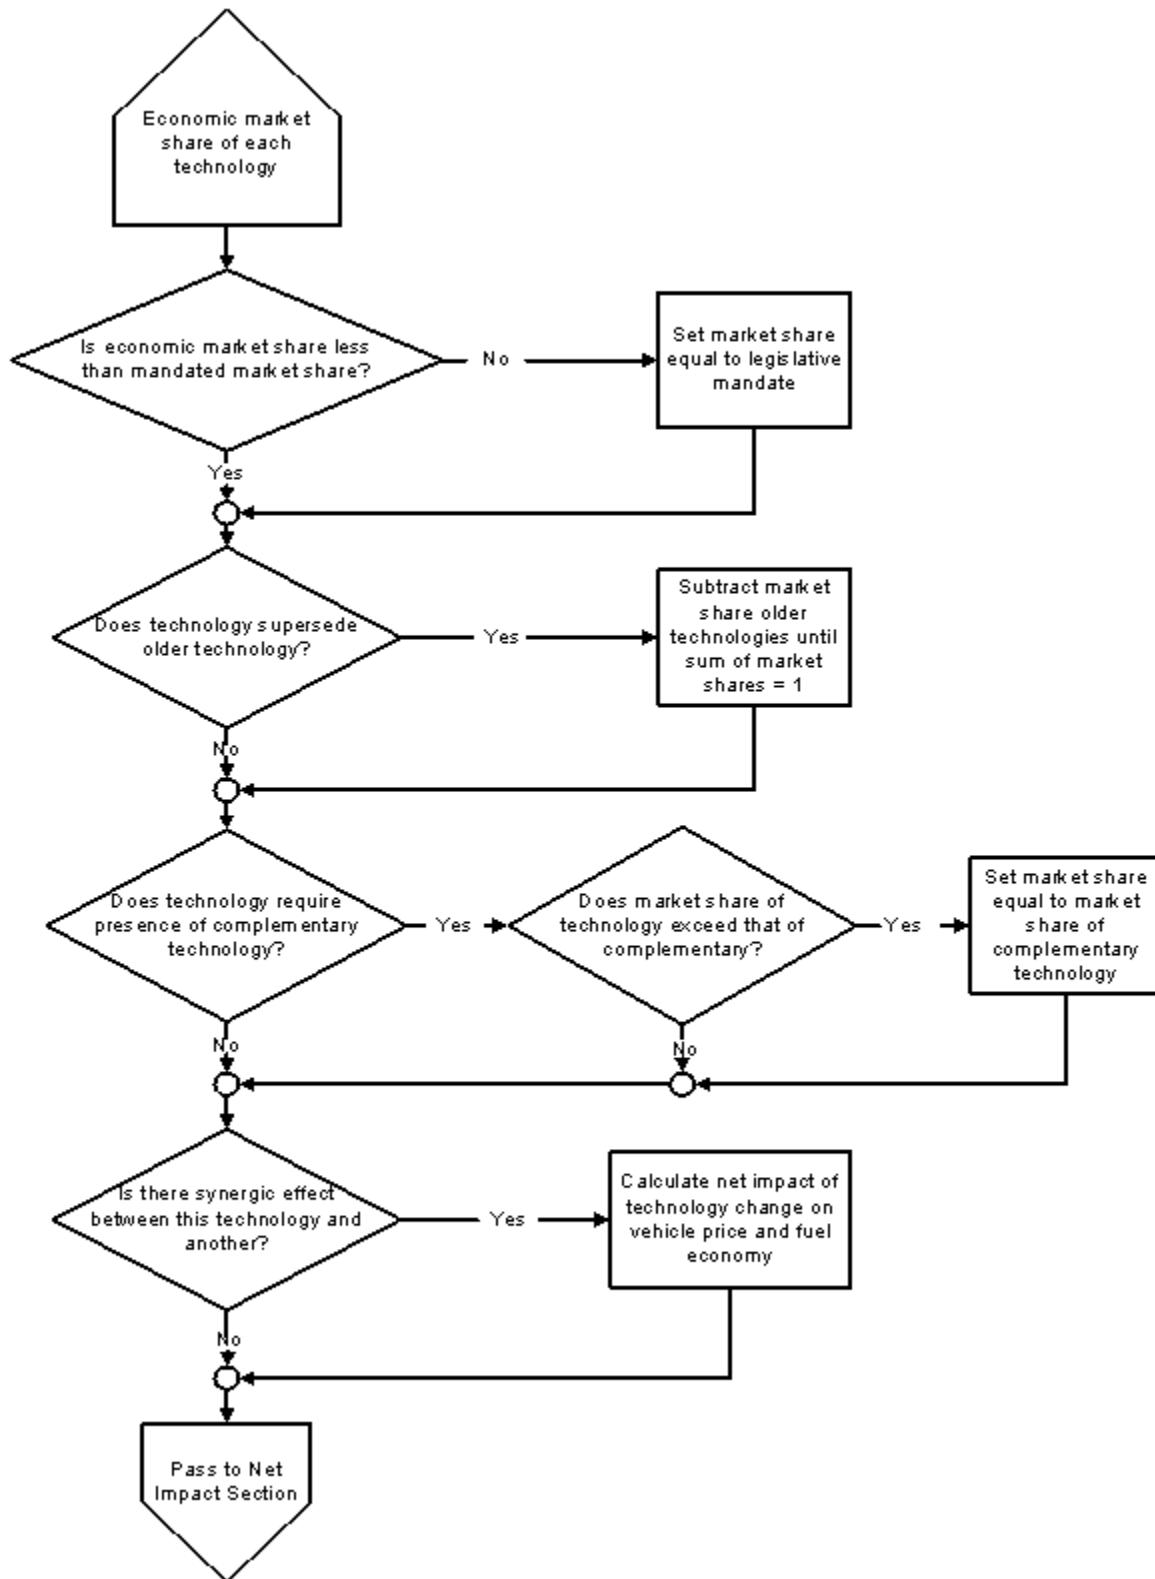 Economic market
share of each
technology
Is economic market share less
than mandated market share?
No
Set market share
equal to legislative
mandate
Yes
Does technology supersede
older technology?
Yes
Subtract market
share older
technologies until
sum of market
shares = 1
No
Does technology require
presence of complementary
technology?
Yes
Does market share of
technology exceed that of
complementary?
Yes
Set market share
equal to market
share of
complementary
technology
No
No
Is there synergic effect
between this technology and
another?
Yes
Calculate net impact of
technology change on
vehicle price and fuel
economy
No
Pass to Net
Impact Section